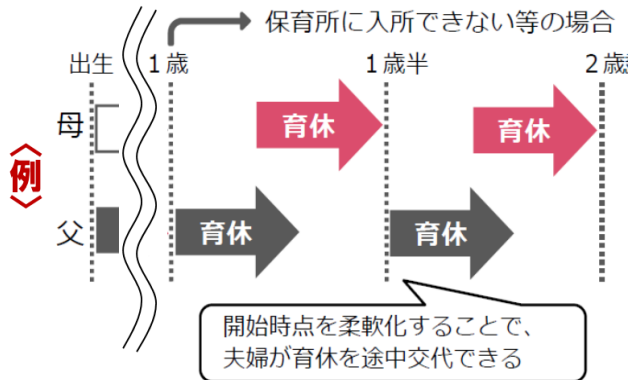 保育所に入所できない等の場合
出生 1歳 1歳半 2歳
〈例〉
母 育休 育休
父 育休 育休
開始時点を柔軟化することで、
夫婦が育休を途中交代できる